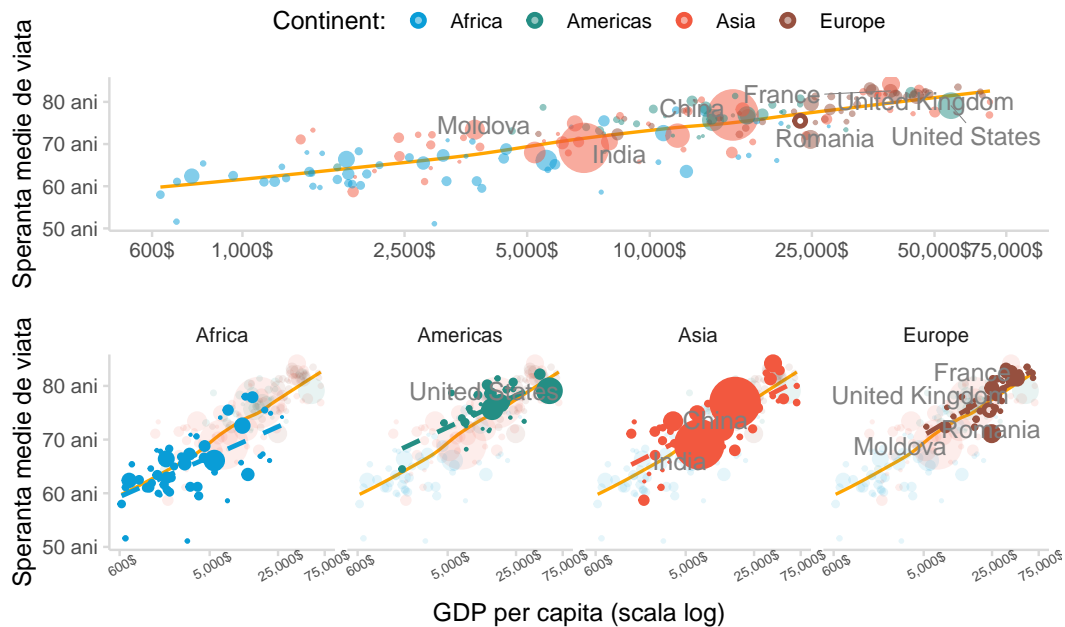 Continent: Africa Americas Asia Europe
Speranta medie de viata
80 ani
70 ani
60 ani
50 ani
Moldova
China
India
France
United Kingdom
Romania
United States
600$ 1,000$ 2,500$ 5,000$ 10,000$ 25,000$ 50,000$ 75,000$
Speranta medie de viata
80 ani
70 ani
60 ani
50 ani
Africa Americas Asia Europe
United States
China
India
France
United Kingdom
Romania
Moldova
600$ 5,000$ 25,000$ 75,000$ 600$ 5,000$ 25,000$ 75,000$ 600$ 5,000$ 25,000$ 75,000$ 600$ 5,000$ 25,000$ 75,000$
GDP per capita (scala log)